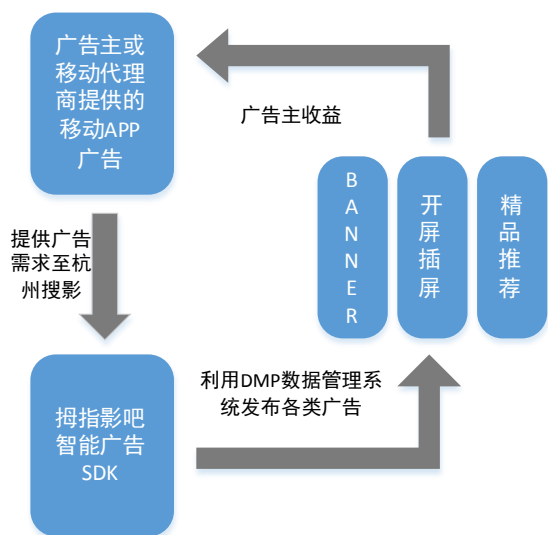 广告主或
移动代理
商提供的
移动APP
广告
广告主收益
提供广告
需求至杭
州搜影
B
A
N
N
E
R
开
屏
插
屏
精
品
推
荐
利用DMP数据管理系
统发布各类广告
拇指影吧
智能广告
SDK